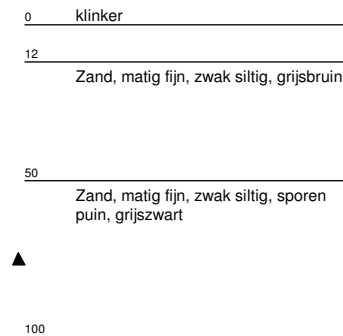 0 klinker
12
Zand, matig fijn, zwak siltig, grijsbruin
50
Zand, matig fijn, zwak siltig, sporen
puin, grijszwart
100